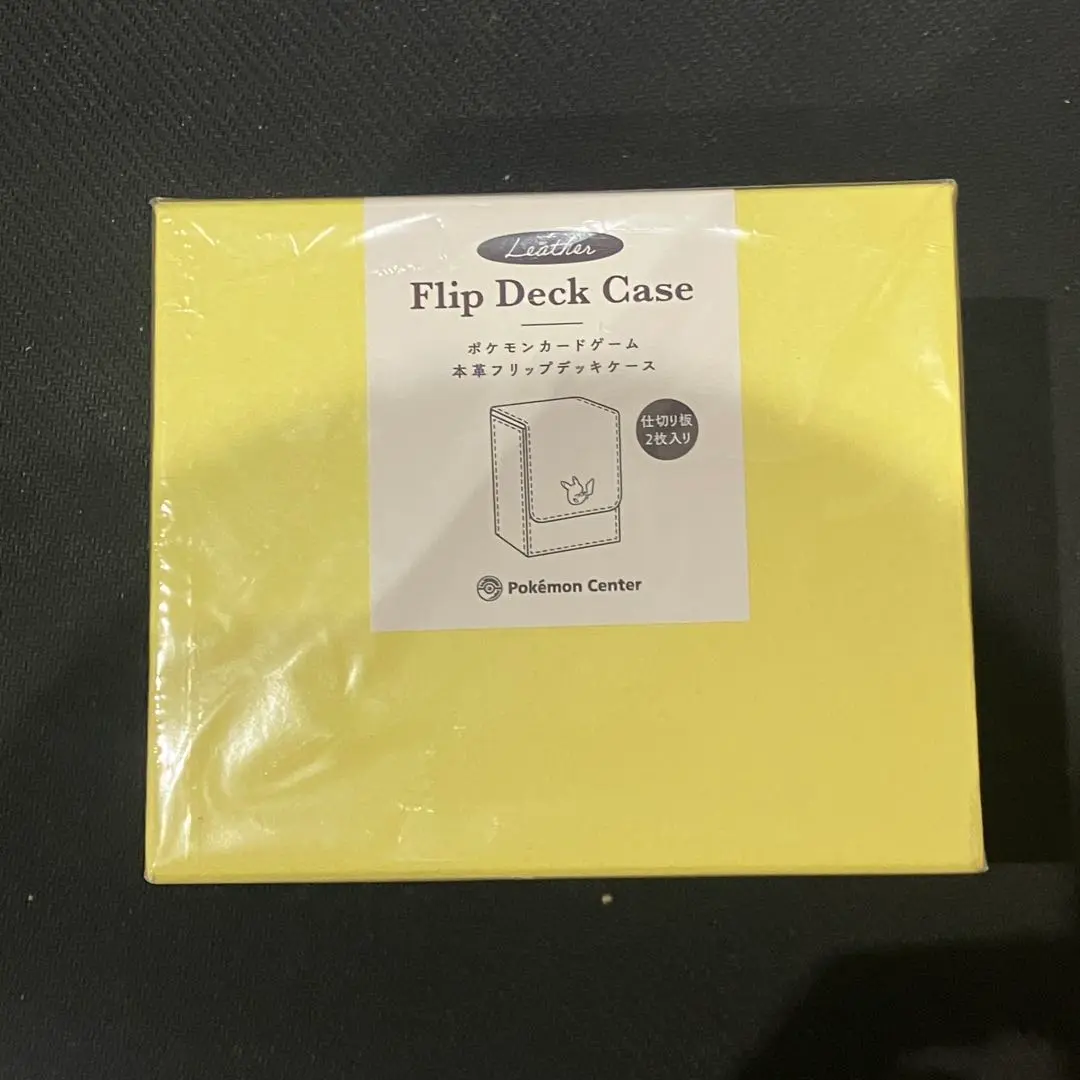 Leather
Flip Deck Case
ポケモンカードゲーム
本革フリップデッキケース
仕切り板
2枚入り
Pokémon Center